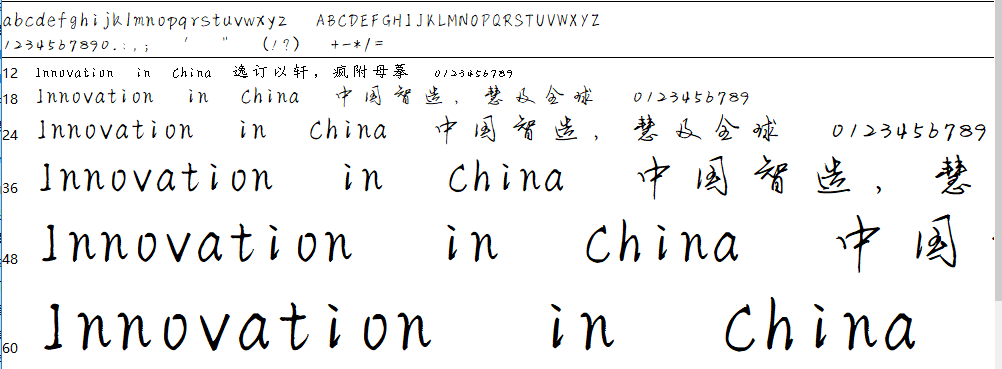 abcdefghijklmnopqrstuvwxyz ABCDEFGHIJKLMNOPQRSTUVWXYZ
1234567890.:,; ' " (!?) +-*/=
12 Innovation in China 逸订以轩，疯附母摹 0123456789
18 Innovation in China 中国智造，慧及全球 0123456789
24 Innovation in China 中国智造，慧及全球 0123456789
36 Innovation in China 中国智造，慧
48 Innovation in China 中国
60 Innovation in China